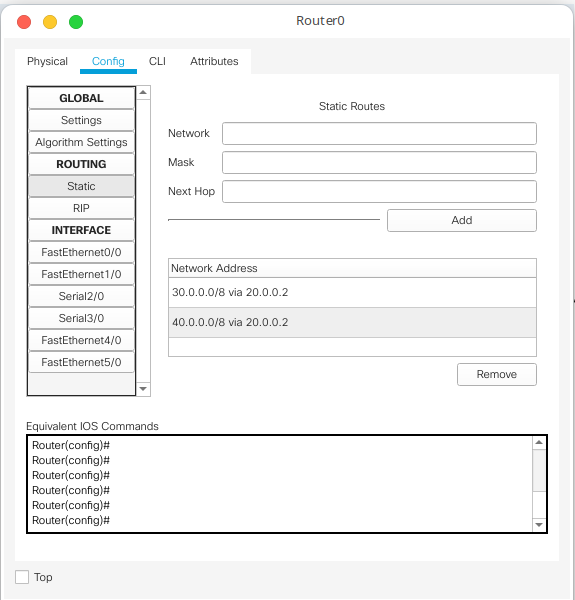 Router0
Physical Config CLI Attributes
GLOBAL
Settings
Algorithm Settings
ROUTING
Static
RIP
INTERFACE
FastEthernet0/0
FastEthernet1/0
Serial2/0
Serial3/0
FastEthernet4/0
FastEthernet5/0
Static Routes
Network
Mask
Next Hop
Add
Network Address
30.0.0.0/8 via 20.0.0.2
40.0.0.0/8 via 20.0.0.2
Remove
Equivalent IOS Commands
Router(config)#
Router(config)#
Router(config)#
Router(config)#
Router(config)#
Router(config)#
Top